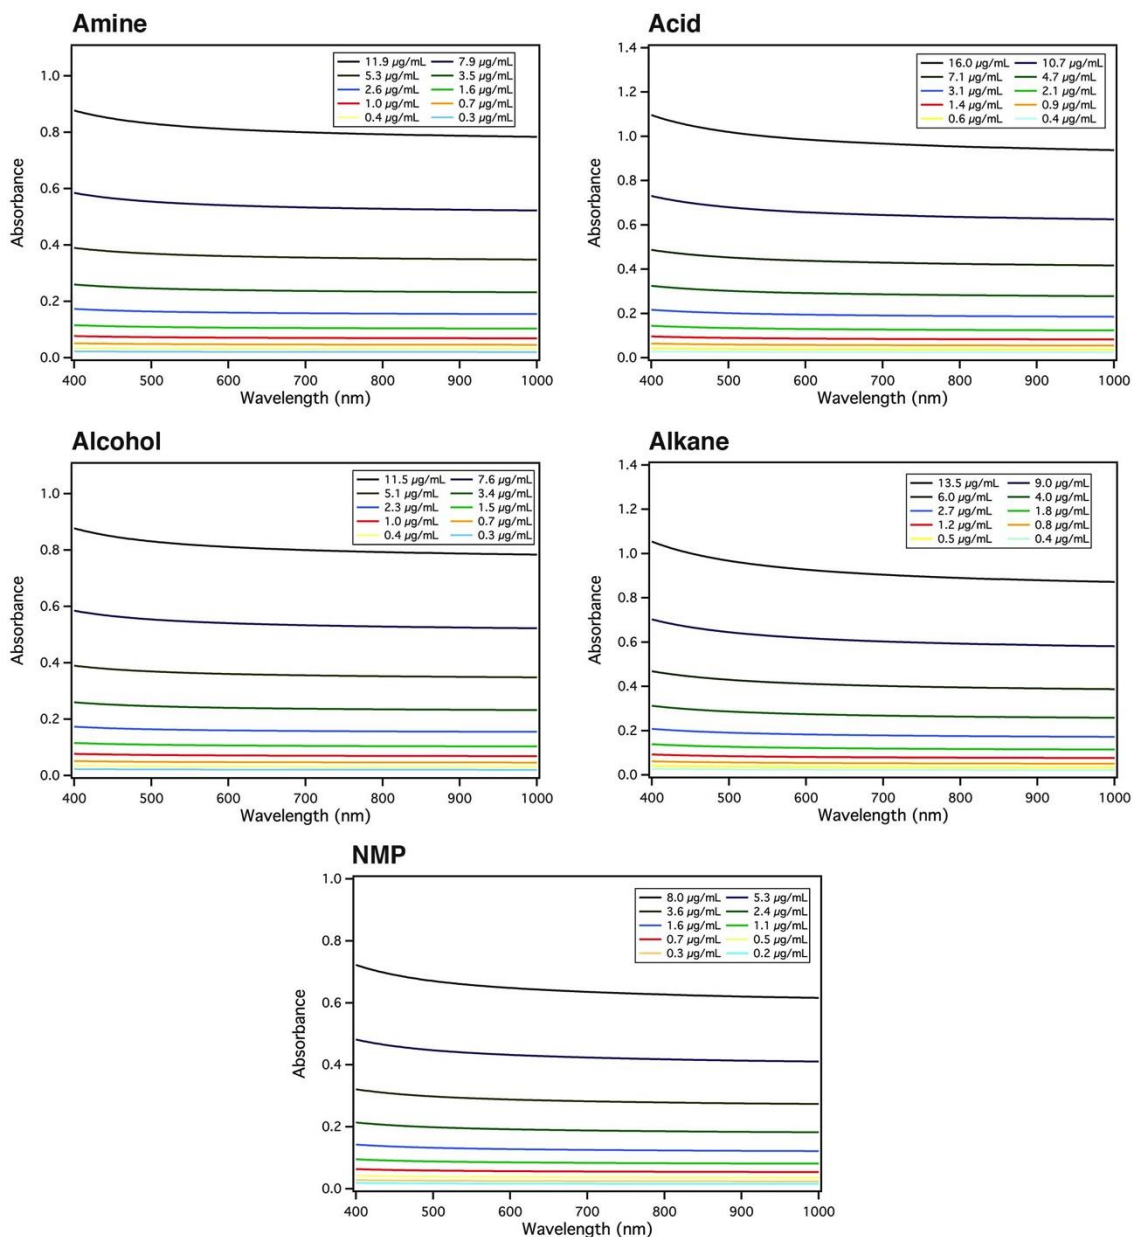 Amine
1.0
0.8
0.6
0.4
0.2
0.0
Absorbance
11.9 µg/mL 7.9 µg/mL
5.3 µg/mL 3.5 µg/mL
2.6 µg/mL 1.6 µg/mL
1.0 µg/mL 0.7 µg/mL
0.4 µg/mL 0.3 µg/mL
400 500 600 700 800 900 1000
Wavelength (nm)
Acid
1.4
1.2
1.0
0.8
0.6
0.4
0.2
0.0
Absorbance
16.0 µg/mL 10.7 µg/mL
7.1 µg/mL 4.7 µg/mL
3.1 µg/mL 2.1 µg/mL
1.4 µg/mL 0.9 µg/mL
0.6 µg/mL 0.4 µg/mL
400 500 600 700 800 900 1000
Wavelength (nm)
Alcohol
1.0
0.8
0.6
0.4
0.2
0.0
Absorbance
11.5 µg/mL 7.6 µg/mL
5.1 µg/mL 3.4 µg/mL
2.3 µg/mL 1.5 µg/mL
1.0 µg/mL 0.7 µg/mL
0.4 µg/mL 0.3 µg/mL
400 500 600 700 800 900 1000
Wavelength (nm)
Alkane
1.4
1.2
1.0
0.8
0.6
0.4
0.2
0.0
Absorbance
13.5 µg/mL 9.0 µg/mL
6.0 µg/mL 4.0 µg/mL
2.7 µg/mL 1.8 µg/mL
1.2 µg/mL 0.8 µg/mL
0.5 µg/mL 0.4 µg/mL
400 500 600 700 800 900 1000
Wavelength (nm)
NMP
1.0
0.8
0.6
0.4
0.2
0.0
Absorbance
8.0 µg/mL 5.3 µg/mL
3.6 µg/mL 2.4 µg/mL
1.6 µg/mL 1.1 µg/mL
0.7 µg/mL 0.5 µg/mL
0.3 µg/mL 0.2 µg/mL
400 500 600 700 800 900 1000
Wavelength (nm)